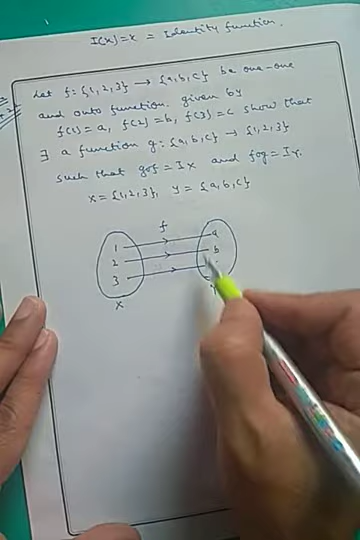 I(x)=x = Identity function.
Let f: {1,2,3} → {a,b,c} be one-one
and onto function. given by
f(1)=a, f(2)=b, f(3)=c show that
∃ a function g: {a,b,c} → {1,2,3}
such that gof=Ix and fog=Iy.
x={1,2,3}, y={a,b,c}
f
1 a
2 b
3
x